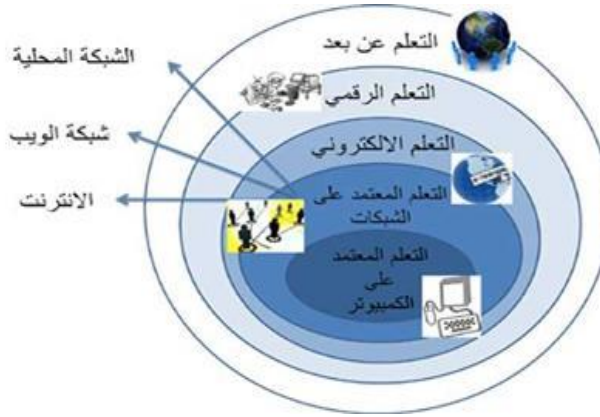 التعلم عن بعد
الشبكة المحلية
التعلم الرقمي
شبكة الويب
التعلم الالكتروني
الانترنت
التعلم المعتمد على
الشبكات
التعلم المعتمد
على
الكمبيوتر